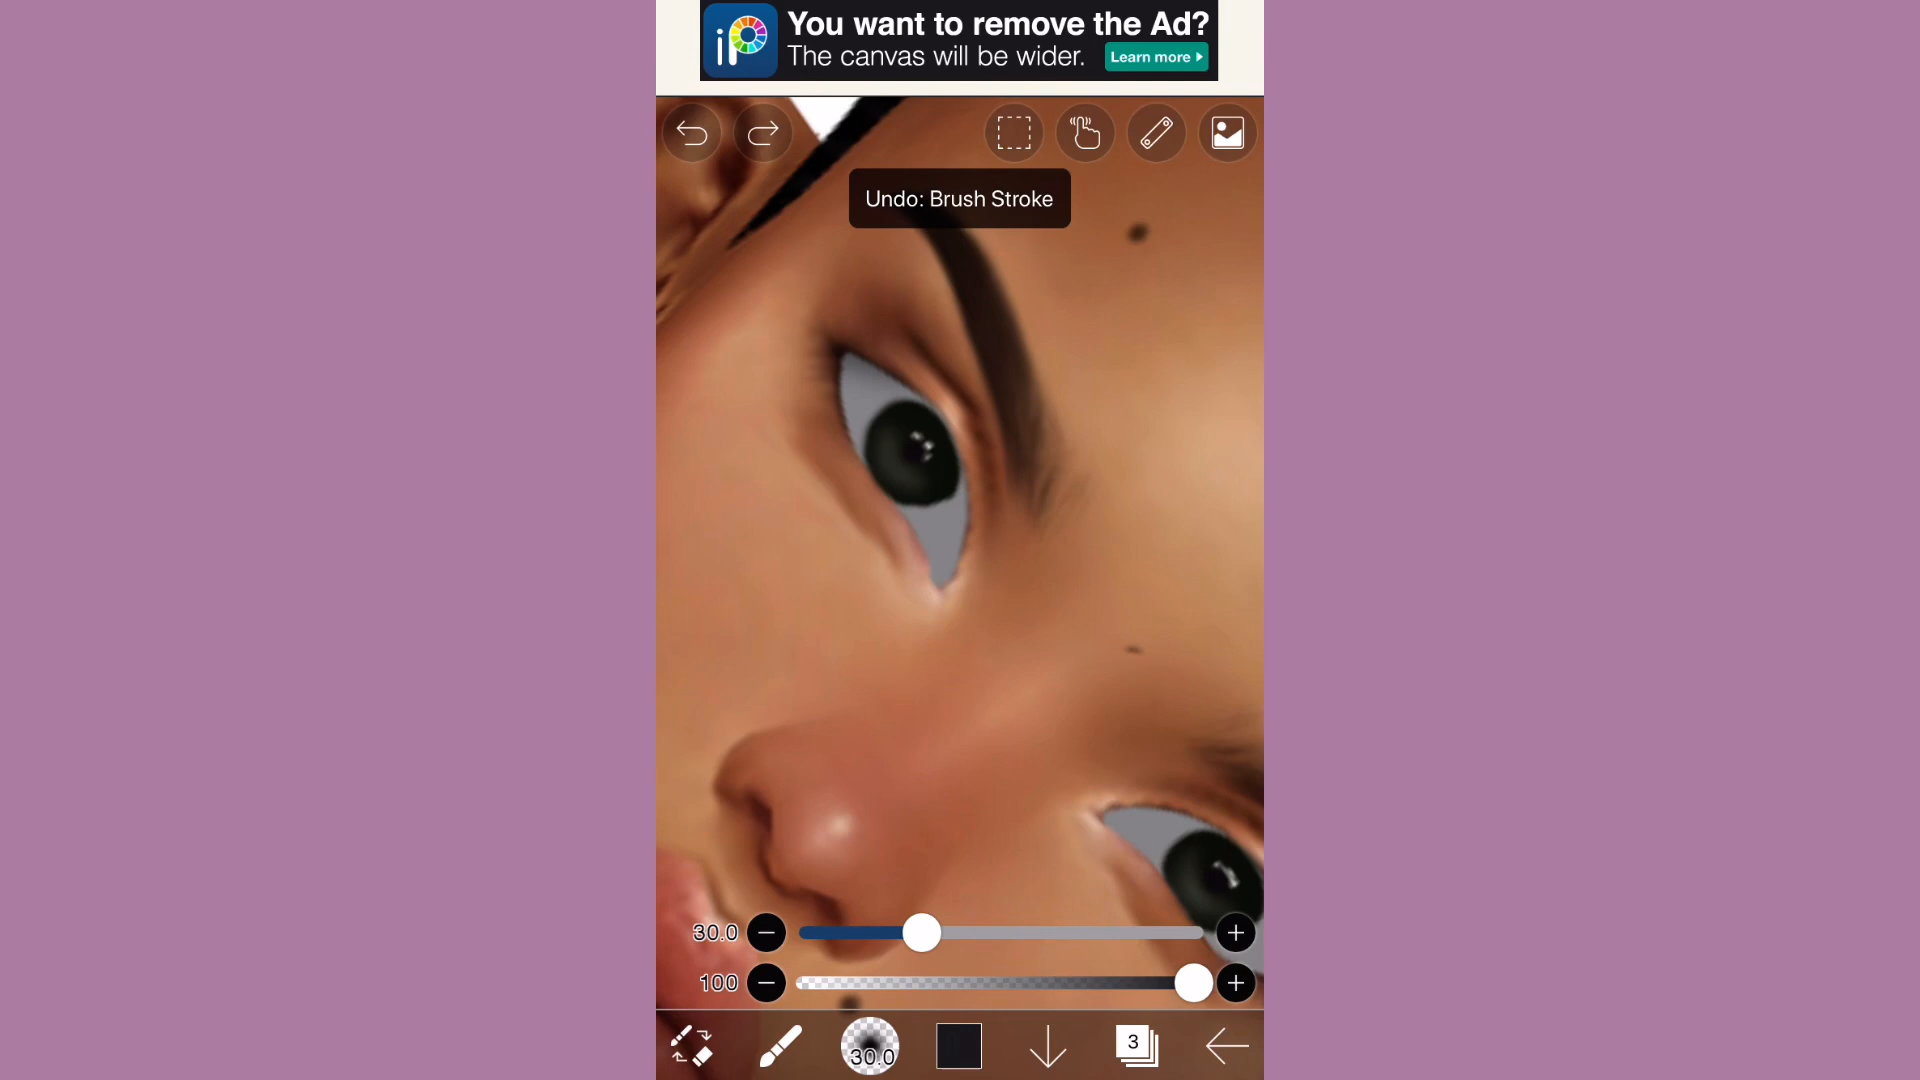 iP
You want to remove the Ad?
The canvas will be wider.
Learn more
Undo: Brush Stroke
30.0
100
30.0
3